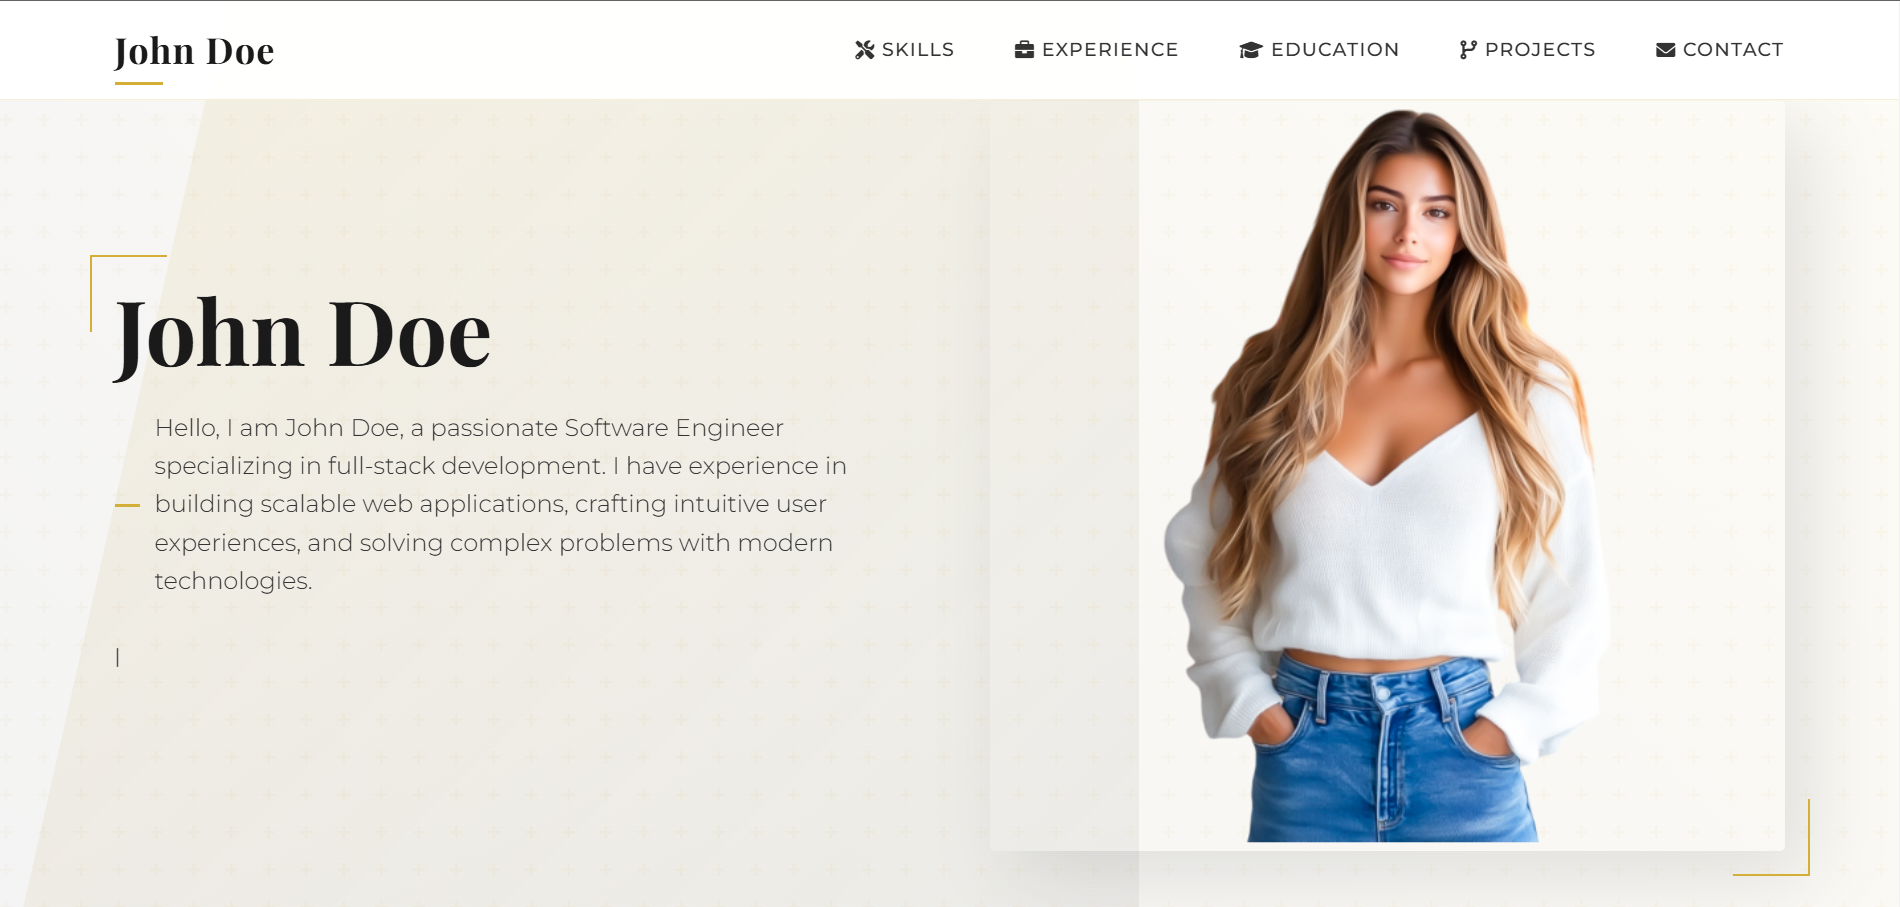 John Doe
SKILLS
EXPERIENCE
EDUCATION
PROJECTS
CONTACT
John Doe
Hello, I am John Doe, a passionate Software Engineer
specializing in full-stack development. I have experience in
building scalable web applications, crafting intuitive user
experiences, and solving complex problems with modern
technologies.
|